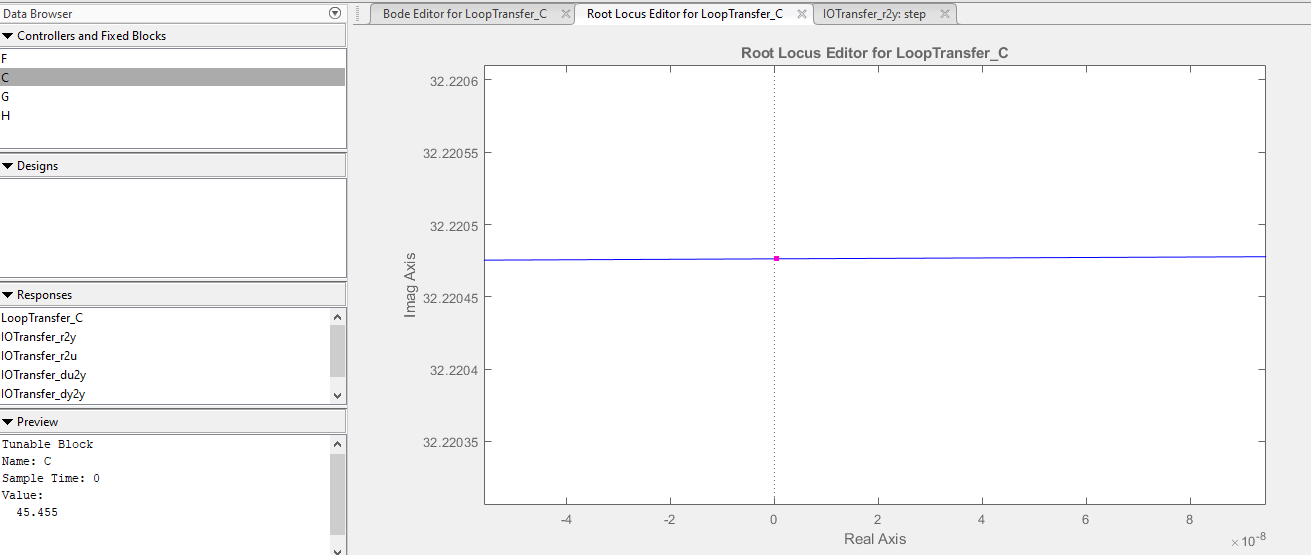 Data Browser
Controllers and Fixed Blocks
F
C
G
H
Designs
Responses
LoopTransfer_C
IOTransfer_r2y
IOTransfer_r2u
IOTransfer_du2y
IOTransfer_dy2y
Preview
Tunable Block
Name: C
Sample Time: 0
Value:
45.455
Bode Editor for LoopTransfer_C
Root Locus Editor for LoopTransfer_C
IOTransfer_r2y: step
Root Locus Editor for LoopTransfer_C
32.2206
32.22055
32.2205
32.22045
32.2204
32.22035
Imag Axis
-4 -2 0 2 4 6 8
Real Axis
×10⁻⁸